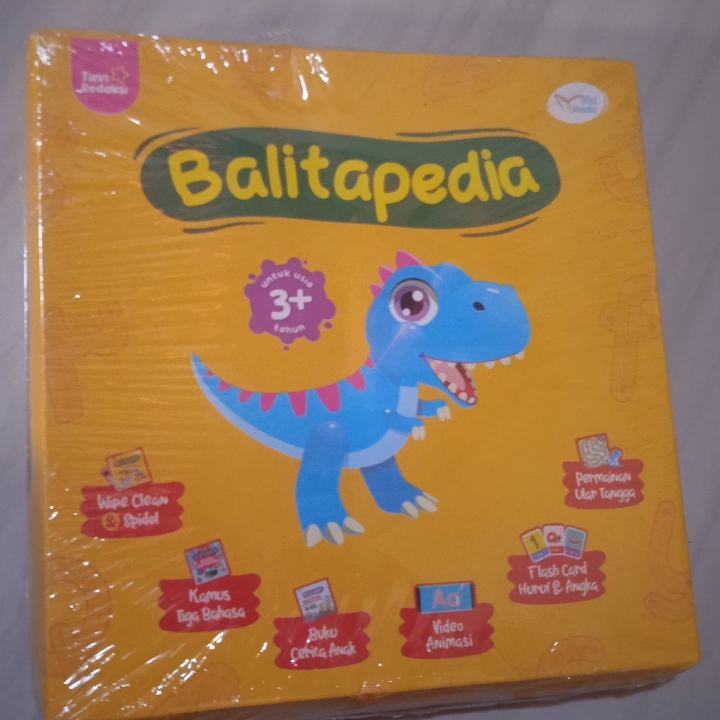 Tim
Redaksi
Balitapedia
untuk usia
3+
tahun
Wipe Clean
& Spidol
Kamus
Tiga Bahasa
Buku
Cerita Anak
Aa
Video
Animasi
Flash Card
Huruf & Angka
Permainan
Ular Tangga